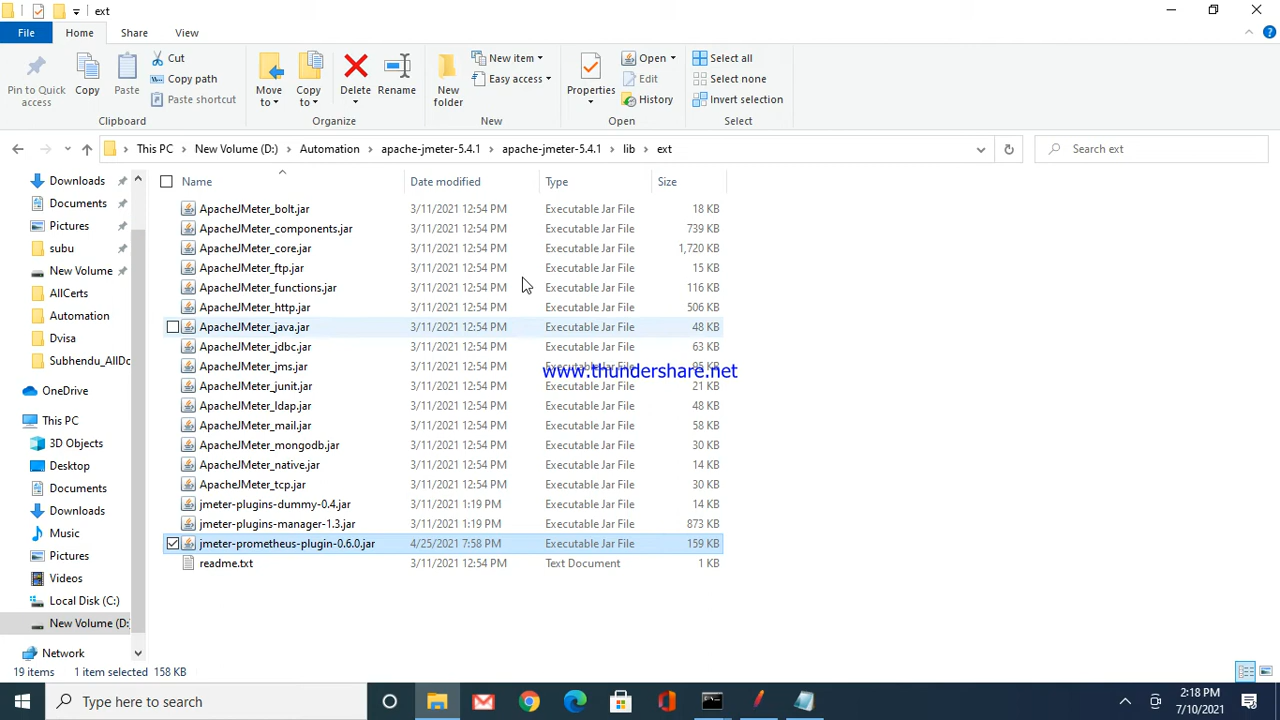 ext
File Home Share View
Pin to Quick access
Copy
Paste
Cut
Copy path
Paste shortcut
Clipboard
Move to
Copy to
Delete
Rename
Organize
New folder
New item
Easy access
New
Properties
Open
Edit
History
Open
Select all
Select none
Invert selection
Select
This PC New Volume (D:) Automation apache-jmeter-5.4.1 apache-jmeter-5.4.1 lib ext
Search ext
Downloads
Documents
Pictures
subu
New Volume
AllCerts
Automation
Dvisa
Subhendu_AllDo
OneDrive
This PC
3D Objects
Desktop
Documents
Downloads
Music
Pictures
Videos
Local Disk (C:)
New Volume (D:
Network
Name Date modified Type Size
ApacheJMeter_bolt.jar 3/11/2021 12:54 PM Executable Jar File 18 KB
ApacheJMeter_components.jar 3/11/2021 12:54 PM Executable Jar File 739 KB
ApacheJMeter_core.jar 3/11/2021 12:54 PM Executable Jar File 1,720 KB
ApacheJMeter_ftp.jar 3/11/2021 12:54 PM Executable Jar File 15 KB
ApacheJMeter_functions.jar 3/11/2021 12:54 PM Executable Jar File 116 KB
ApacheJMeter_http.jar 3/11/2021 12:54 PM Executable Jar File 506 KB
ApacheJMeter_java.jar 3/11/2021 12:54 PM Executable Jar File 48 KB
ApacheJMeter_jdbc.jar 3/11/2021 12:54 PM Executable Jar File 63 KB
ApacheJMeter_jms.jar 3/11/2021 12:54 PM Executable Jar File KB
www.thundershare.net
ApacheJMeter_junit.jar 3/11/2021 12:54 PM Executable Jar File 21 KB
ApacheJMeter_ldap.jar 3/11/2021 12:54 PM Executable Jar File 48 KB
ApacheJMeter_mail.jar 3/11/2021 12:54 PM Executable Jar File 58 KB
ApacheJMeter_mongodb.jar 3/11/2021 12:54 PM Executable Jar File 30 KB
ApacheJMeter_native.jar 3/11/2021 12:54 PM Executable Jar File 14 KB
ApacheJMeter_tcp.jar 3/11/2021 12:54 PM Executable Jar File 30 KB
jmeter-plugins-dummy-0.4.jar 3/11/2021 1:19 PM Executable Jar File 14 KB
jmeter-plugins-manager-1.3.jar 3/11/2021 1:19 PM Executable Jar File 873 KB
jmeter-prometheus-plugin-0.6.0.jar 4/25/2021 7:58 PM Executable Jar File 159 KB
readme.txt 3/11/2021 12:54 PM Text Document 1 KB
19 items 1 item selected 158 KB
Type here to search
2:18 PM
7/10/2021